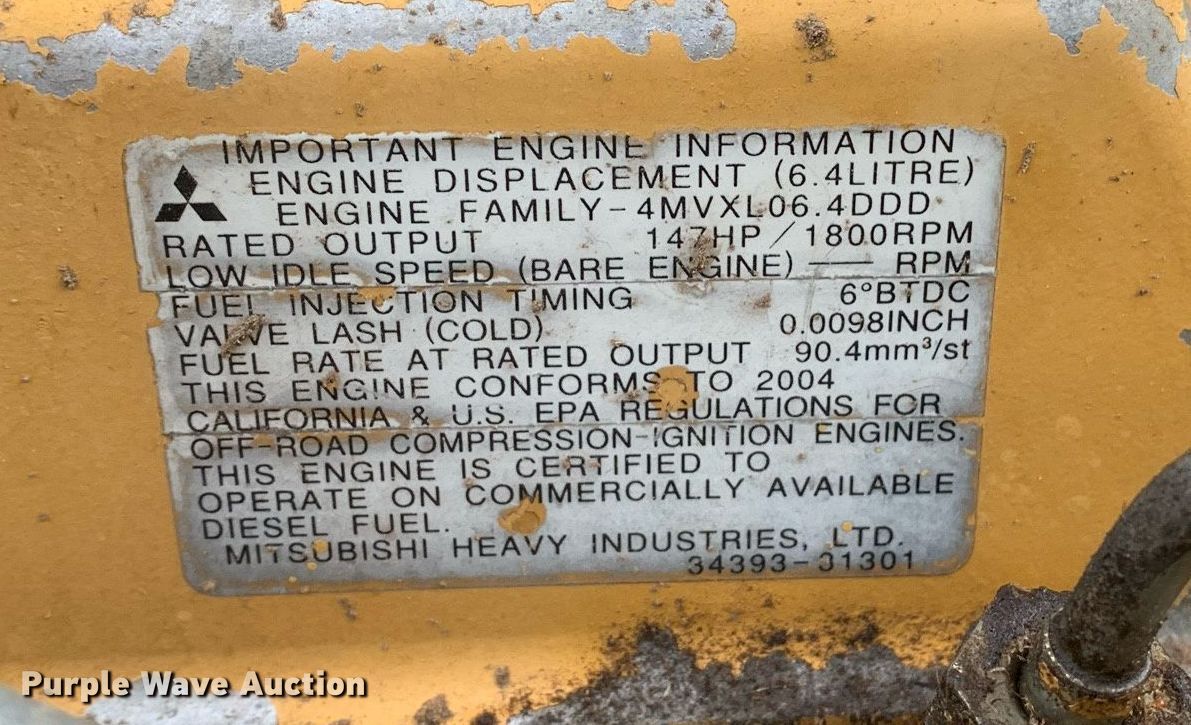 IMPORTANT ENGINE INFORMATION
ENGINE DISPLACEMENT (6.4LITRE)
ENGINE FAMILY-4MVXL06.4DDD
RATED OUTPUT 147HP/1800RPM
LOW IDLE SPEED (BARE ENGINE) — RPM
FUEL INJECTION TIMING 6°BTDC
VALVE LASH (COLD) 0.0098INCH
FUEL RATE AT RATED OUTPUT 90.4mm³/st
THIS ENGINE CONFORMS TO 2004
CALIFORNIA & U.S. EPA REGULATIONS FOR
OFF-ROAD COMPRESSION-IGNITION ENGINES.
THIS ENGINE IS CERTIFIED TO
OPERATE ON COMMERCIALLY AVAILABLE
DIESEL FUEL.
MITSUBISHI HEAVY INDUSTRIES, LTD.
34393-31301
Purple Wave Auction